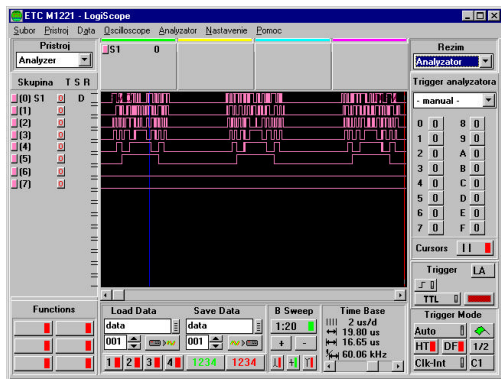 ETC M1221 - LogiScope
Subor Pristroj Data Osciloscope Analyzator Nastavenie Pomoc
Pristroj
Analyzer
Skupina T S R
(0) S1 0 D
(1) 0
(2) 0
(3) 0
(4) 0
(5) 0
(6) 0
(7) 0
S1 0
Rezim
Analyzator
Trigger analyzatora
- manual -
0 0 8 0
1 0 9 0
2 0 A 0
3 0 B 0
4 0 C 0
5 0 D 0
6 0 E 0
7 0 F 0
Cursors
Trigger LA
TTL
Trigger Mode
Auto
HT DF 1/2
Clk-Int C1
Functions
Load Data
data
001
1 2 3 4
Save Data
data
001
1234 1234
B Sweep
1:20
+ -
Time Base
2 us/d
19.80 us
16.65 us
60.06 kHz